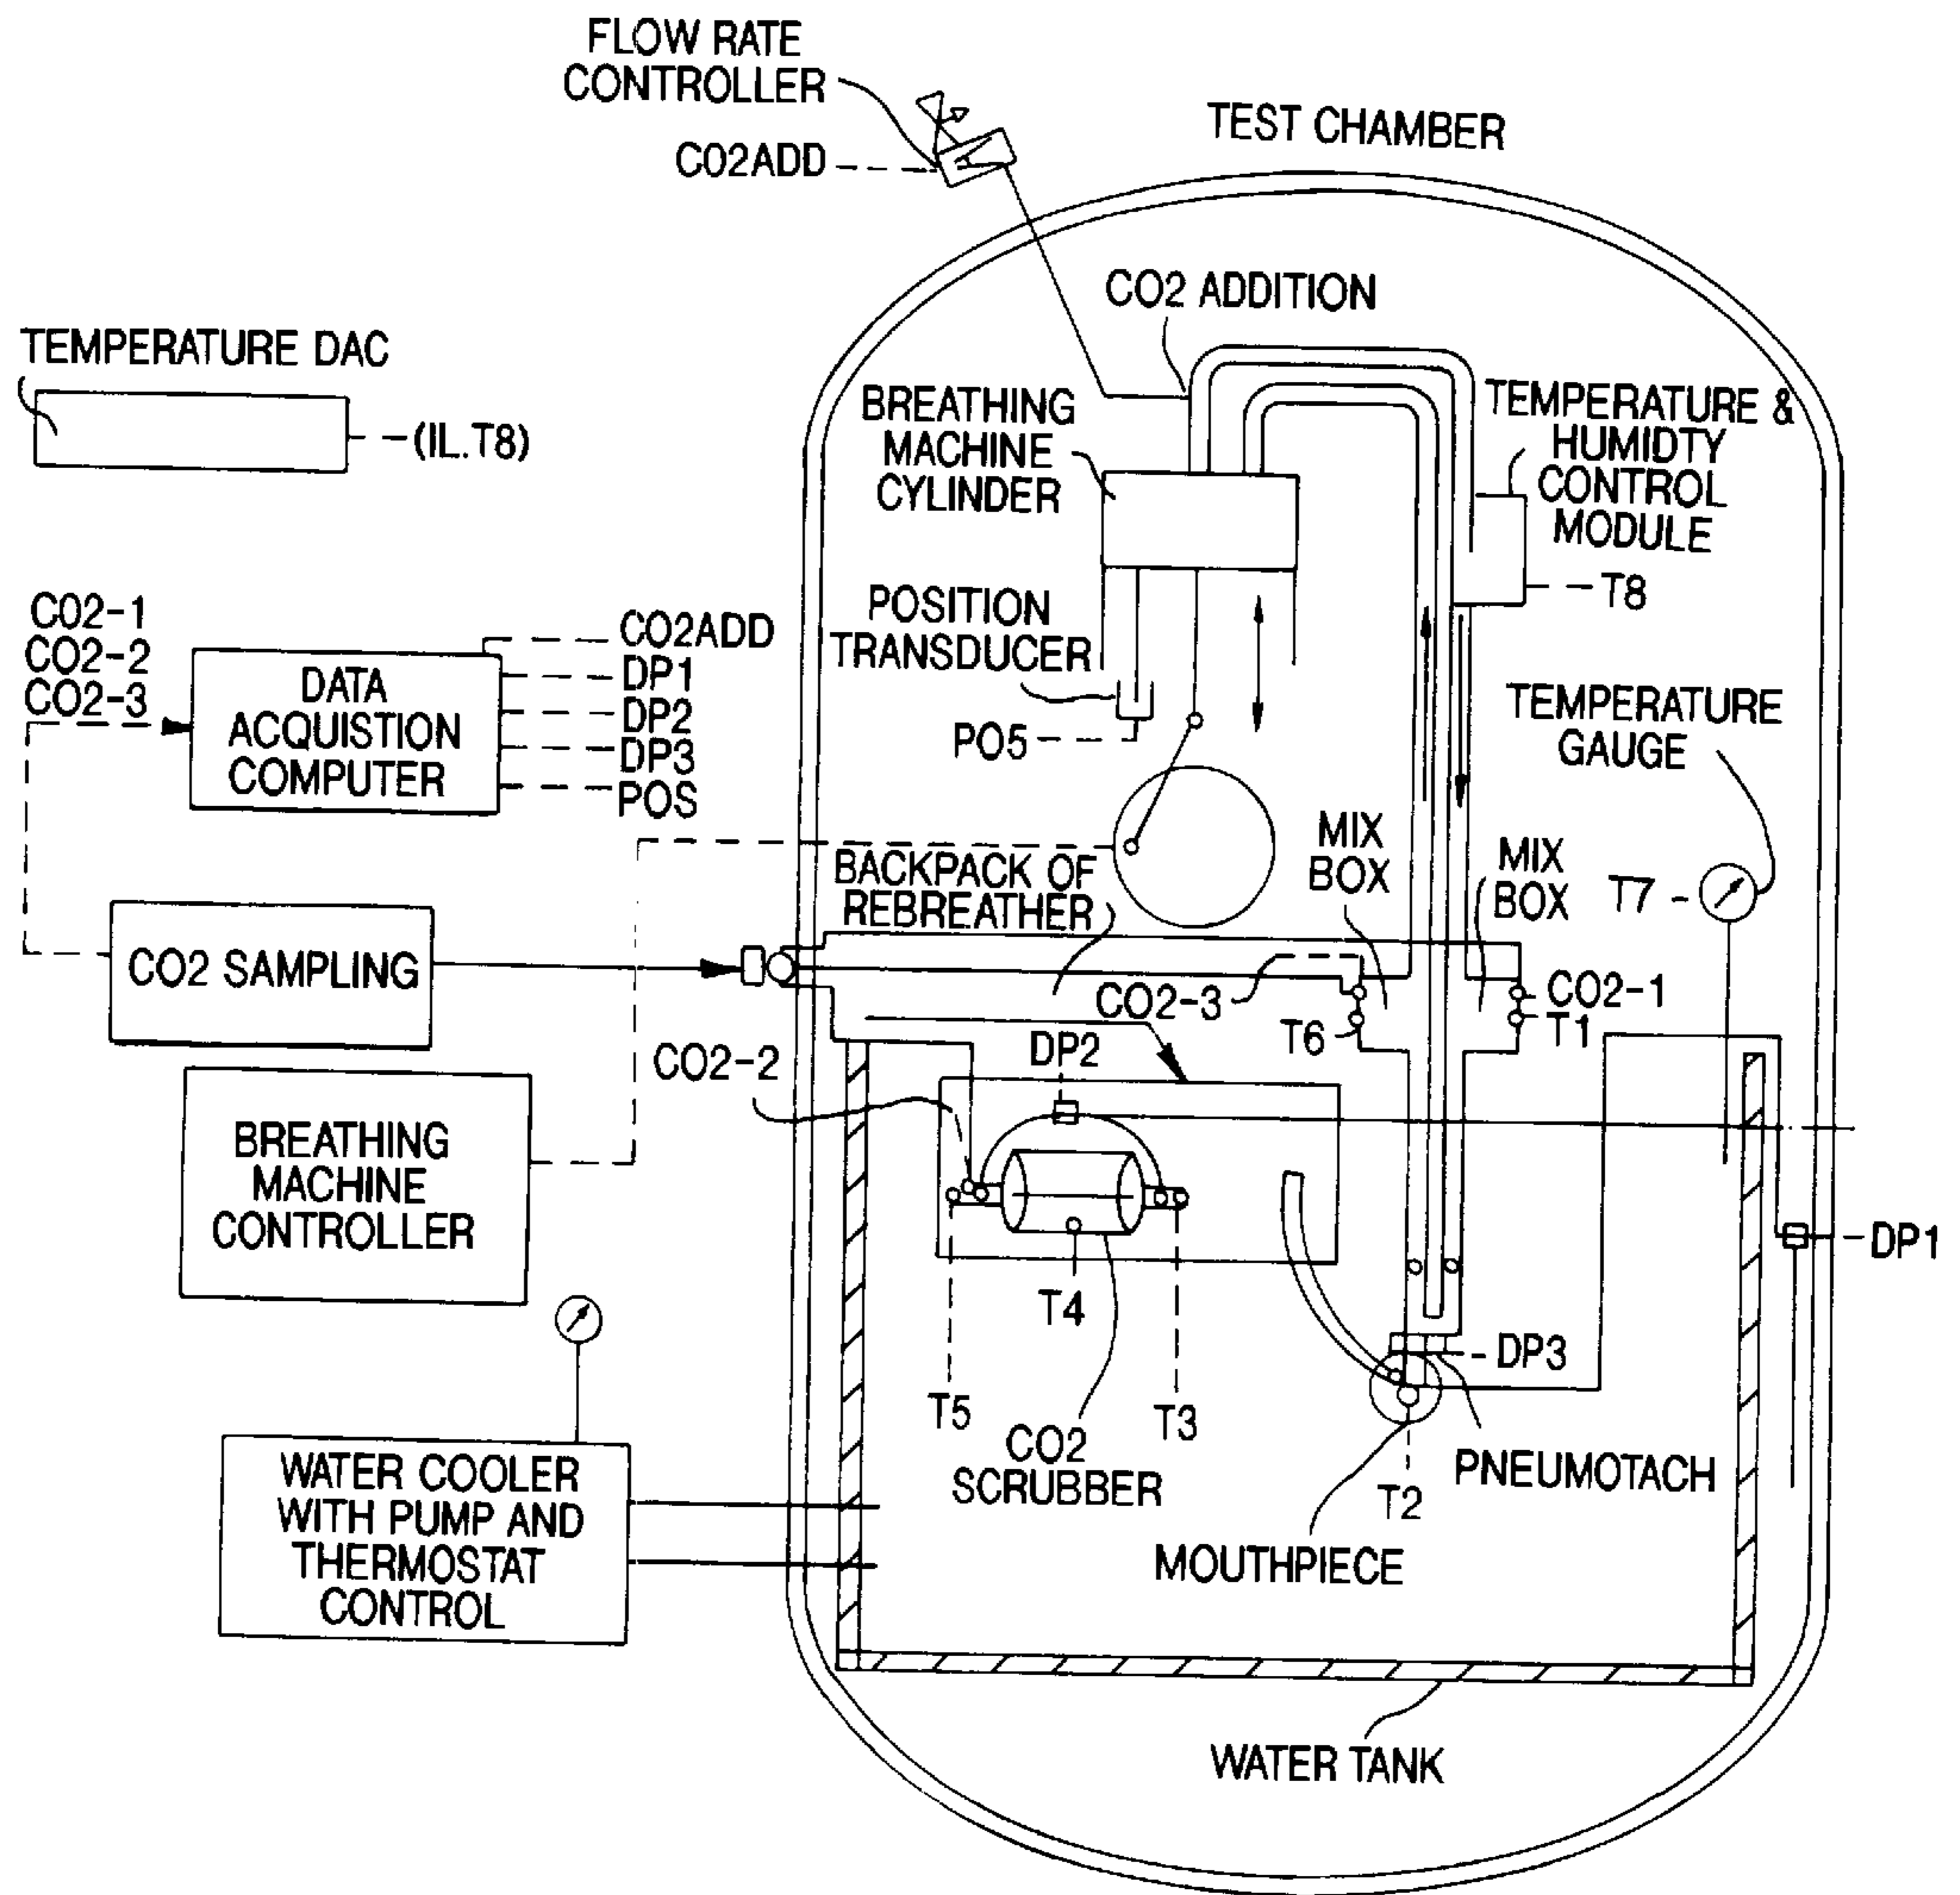 FLOW RATE
CONTROLLER
CO2ADD
TEST CHAMBER
CO2 ADDITION
TEMPERATURE DAC
(IL.T8)
BREATHING
MACHINE
CYLINDER
TEMPERATURE &
HUMIDTY
CONTROL
MODULE
T8
CO2-1
CO2-2
CO2-3
DATA
ACQUISTION
COMPUTER
CO2ADD
DP1
DP2
DP3
POS
POSITION
TRANSDUCER
PO5
TEMPERATURE
GAUGE
T7
MIX
BOX
MIX
BOX
BACKPACK OF
REBREATHER
CO2 SAMPLING
CO2-3
CO2-1
T1
T6
CO2-2
DP2
BREATHING
MACHINE
CONTROLLER
DP1
T4
DP3
T5
T3
CO2
SCRUBBER
T2
PNEUMOTACH
MOUTHPIECE
WATER COOLER
WITH PUMP AND
THERMOSTAT
CONTROL
WATER TANK